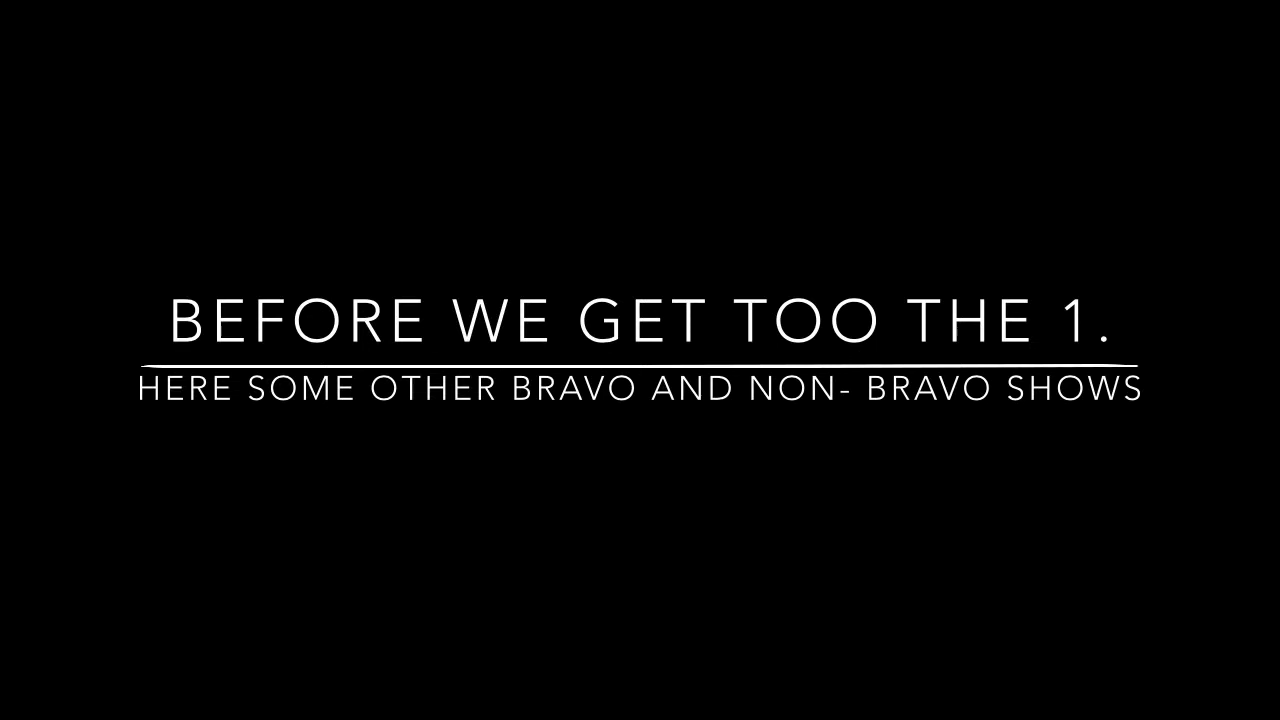 BEFORE WE GET TOO THE 1.
HERE SOME OTHER BRAVO AND NON- BRAVO SHOWS